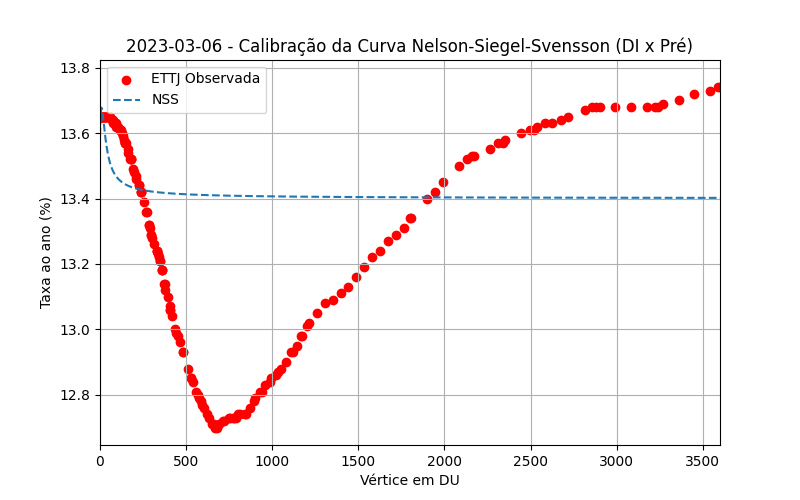 2023-03-06 - Calibração da Curva Nelson-Siegel-Svensson (DI x Pré)
ETTJ Observada
NSS
Taxa ao ano (%)
13.8
13.6
13.4
13.2
13.0
12.8
0 500 1000 1500 2000 2500 3000 3500
Vértice em DU